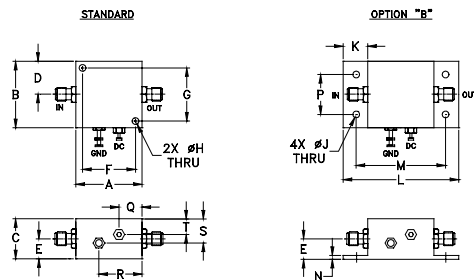 STANDARD
OPTION "B"
D
B
IN
OUT
G
GND
DC
2X øH
THRU
F
A
K
P
IN
OUT
4X øJ
THRU
GND
DC
M
L
C
E
Q
T
S
R
E
N